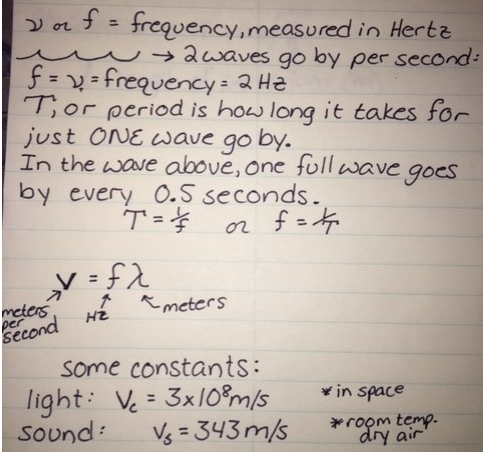 ν or f = frequency, measured in Hertz
→ 2 waves go by per second:
f = ν = frequency = 2 Hz
T, or period is how long it takes for
just ONE wave go by.
In the wave above, one full wave goes
by every 0.5 seconds.
T = 1/f or f = 1/T
v = fλ
meters per second Hz meters
some constants:
light: Vc = 3x10⁸m/s *in space
sound: Vs = 343 m/s *room temp. dry air